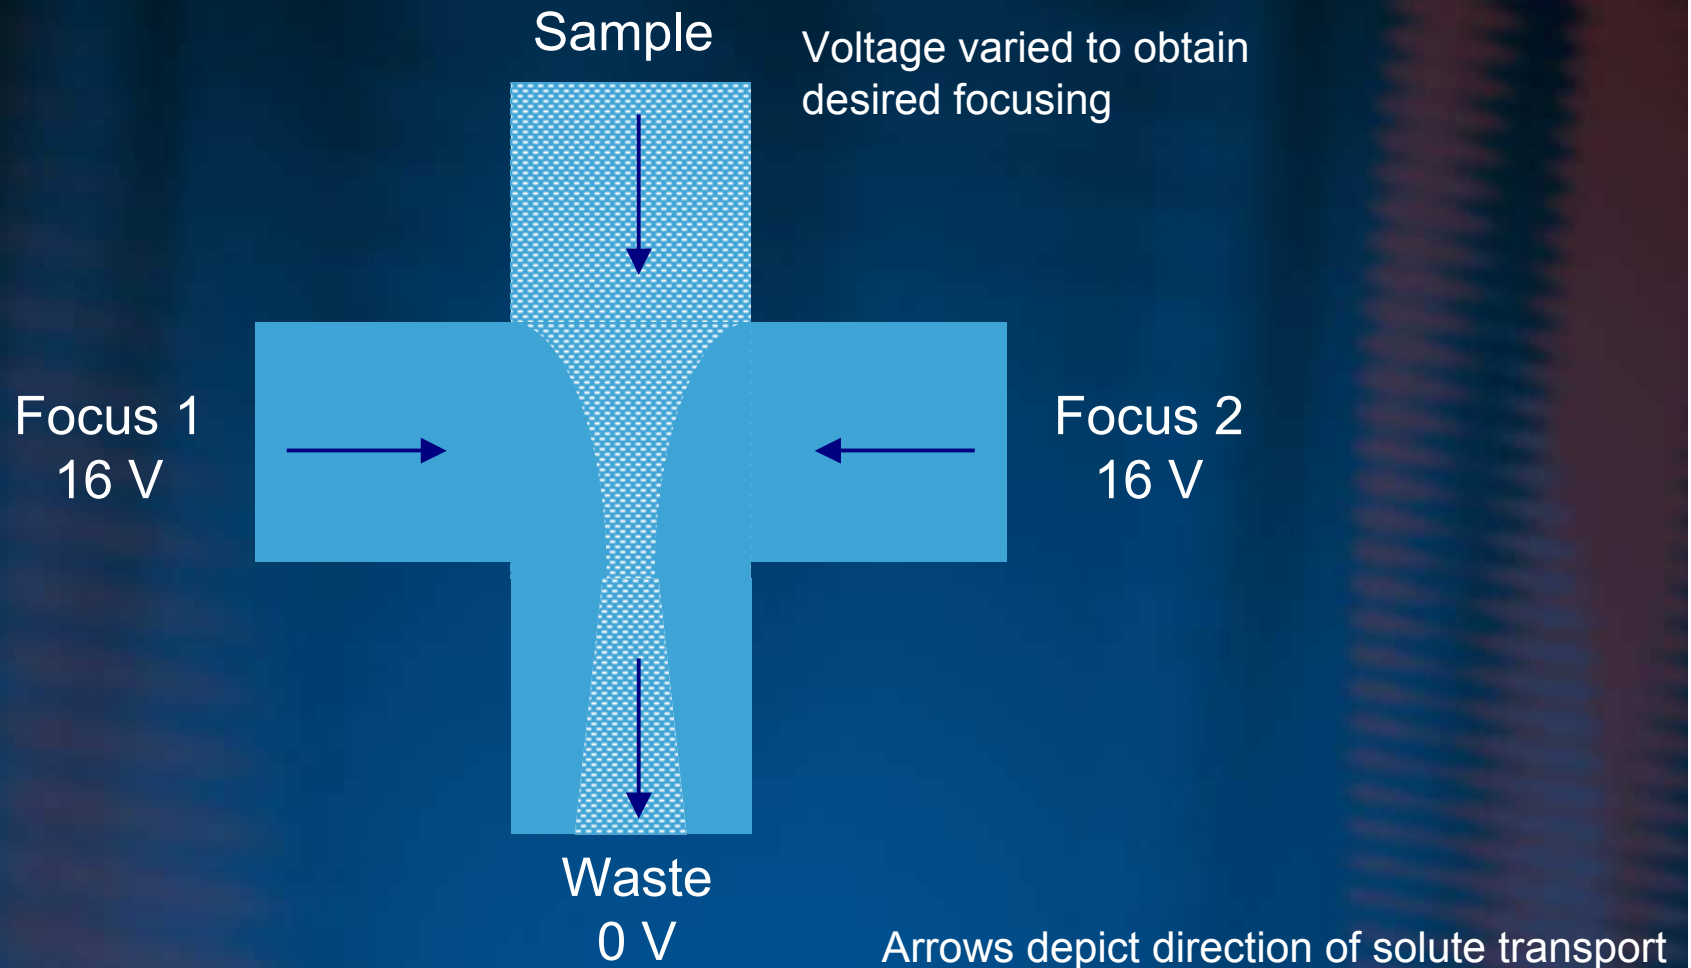 Sample
Voltage varied to obtain
desired focusing
Focus 1
16 V
Focus 2
16 V
Waste
0 V
Arrows depict direction of solute transport